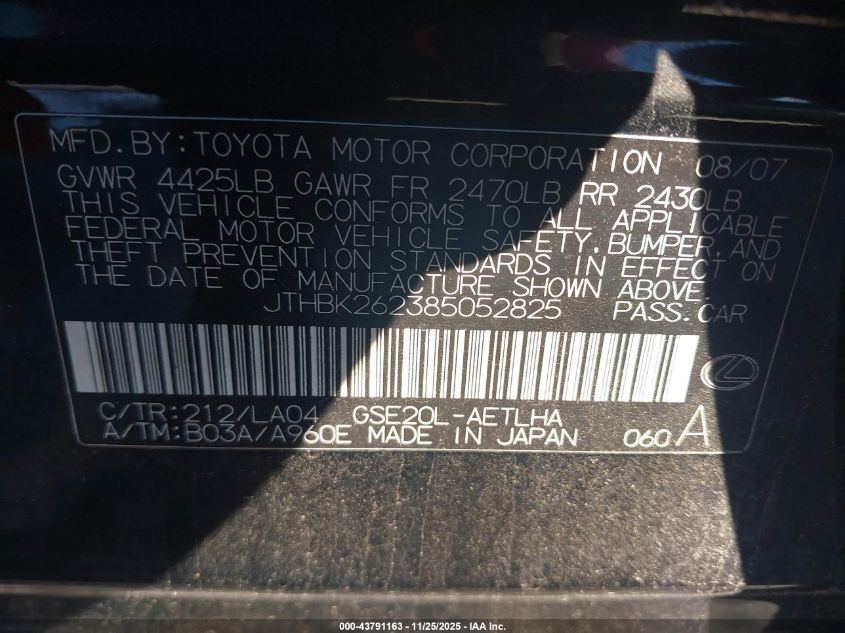 MFD. BY: TOYOTA MOTOR CORPORATION 08/07
GVWR 4425LB GAWR FR 2470LB RR 2430LB
THIS VEHICLE CONFORMS TO ALL APPLICABLE
FEDERAL MOTOR VEHICLE SAFETY, BUMPER, AND
THEFT PREVENTION STANDARDS IN EFFECT ON
THE DATE OF MANUFACTURE SHOWN ABOVE.
JTHBK262385052825 PASS. CAR
C/TR: 212/LA04 GSE20L-AETLHA
A/TM: B03A/A960E MADE IN JAPAN 060 A
000-43791163 - 11/25/2025 - IAA Inc.